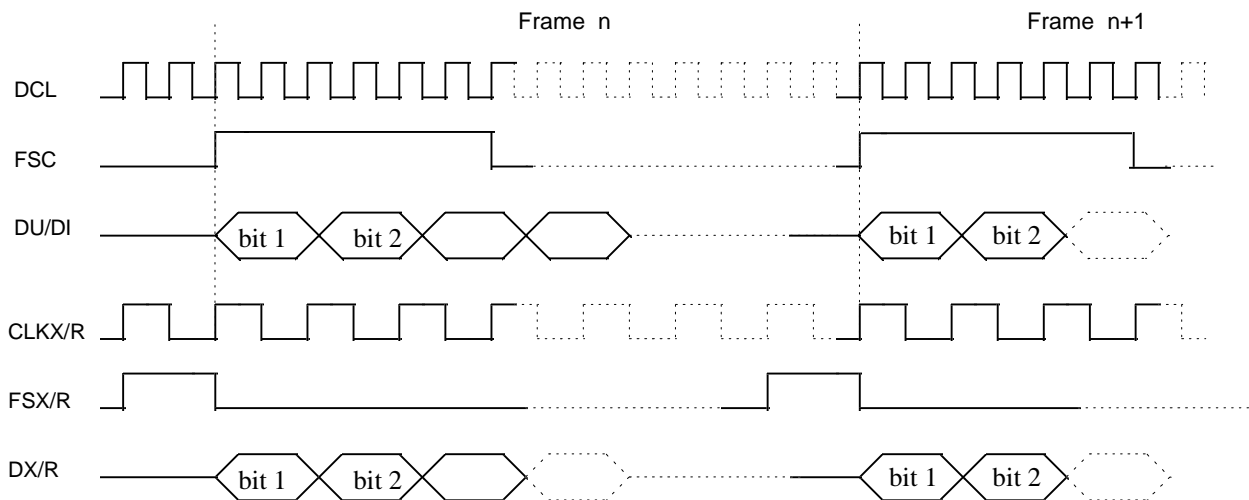 Frame n
Frame n+1
DCL
FSC
DU/DI
bit 1
bit 2
bit 1
bit 2
CLKX/R
FSX/R
DX/R
bit 1
bit 2
bit 1
bit 2